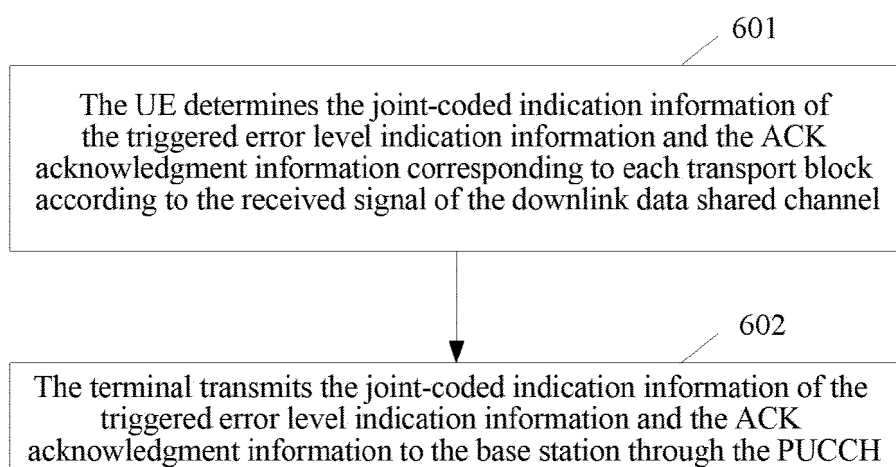 601
The UE determines the joint-coded indication information of
the triggered error level indication information and the ACK
acknowledgment information corresponding to each transport block
according to the received signal of the downlink data shared channel
602
The terminal transmits the joint-coded indication information of the
triggered error level indication information and the ACK
acknowledgment information to the base station through the PUCCH